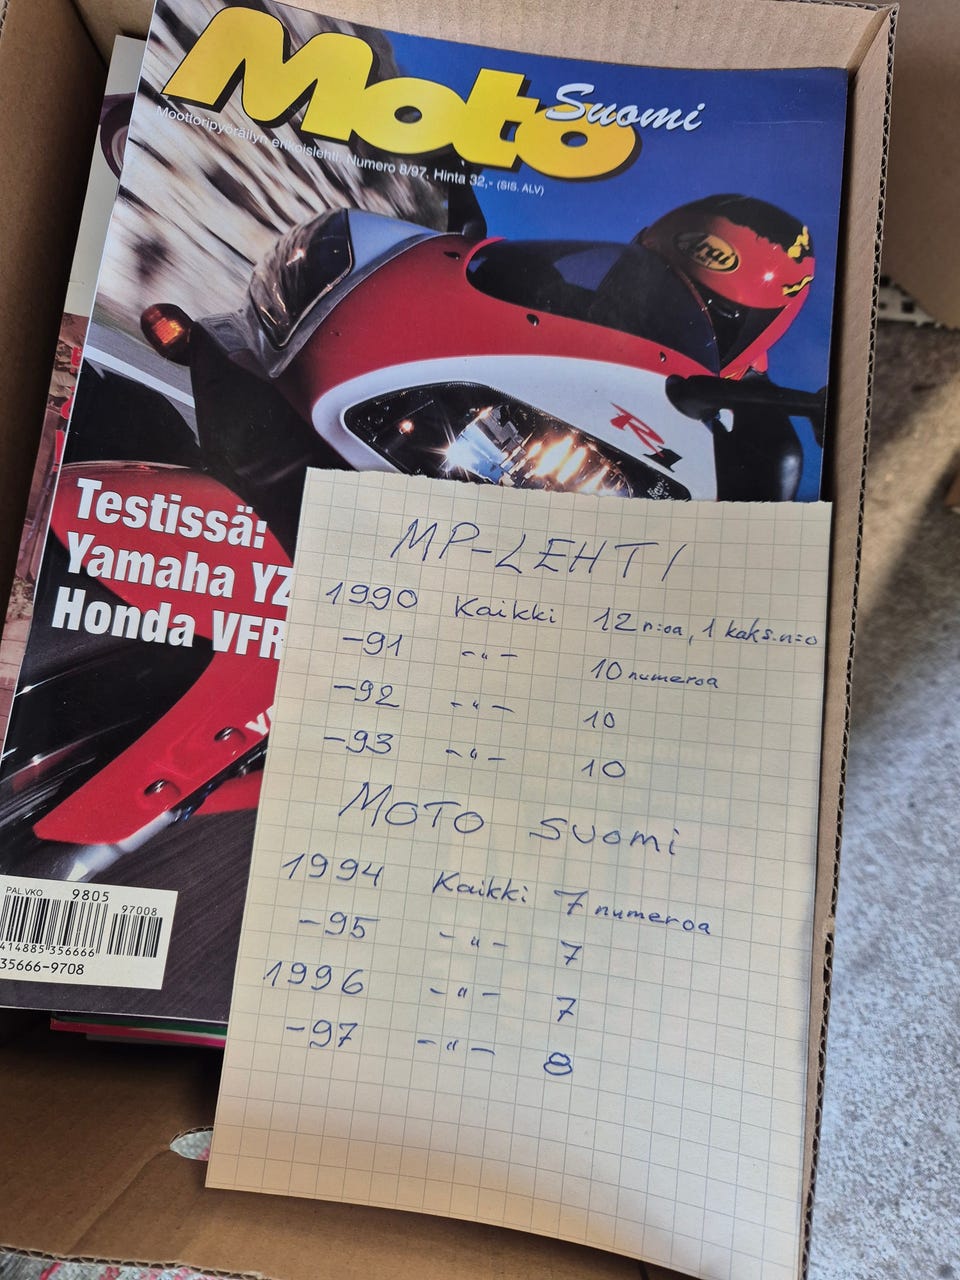 Moto
Suomi
Moottoripyöräilyn erikoislehti. Numero 8/97. Hinta 32,- (SIS. ALV)
Arai
R1
Testissä:
Yamaha YZ
Honda VFR
PAL.VKO 9805
97008
414885 356666
35666-9708
MP-LEHTI
1990 Kaikki 12 n:oa, 1 kaks.n:o
-91 -"- 10 numeroa
-92 -"- 10
-93 -"- 10
MOTO SUOMI
1994 Kaikki 7 numeroa
-95 -"- 7
1996 -"- 7
-97 -"- 8